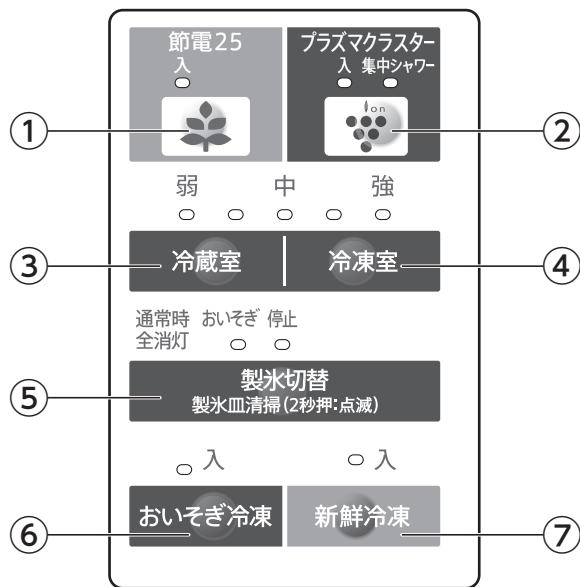 節電25
入
プラズマクラスター
入 集中シャワー
Ion
①
②
弱 中 強
③
冷蔵室
冷凍室
④
通常時 おいそぎ 停止
全消灯
⑤
製氷切替
製氷皿清掃(2秒押:点滅)
入
入
おいそぎ冷凍
新鮮冷凍
⑥
⑦